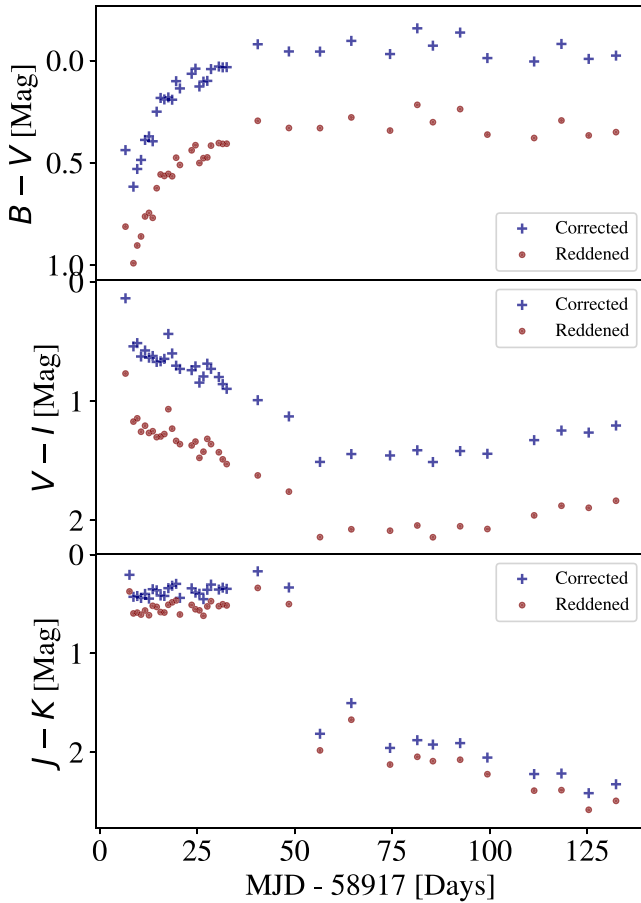 B − V [Mag]
0.0
0.5
1.0
Corrected
Reddened
V − I [Mag]
0
1
2
Corrected
Reddened
J − K [Mag]
0
1
2
Corrected
Reddened
0 25 50 75 100 125
MJD - 58917 [Days]